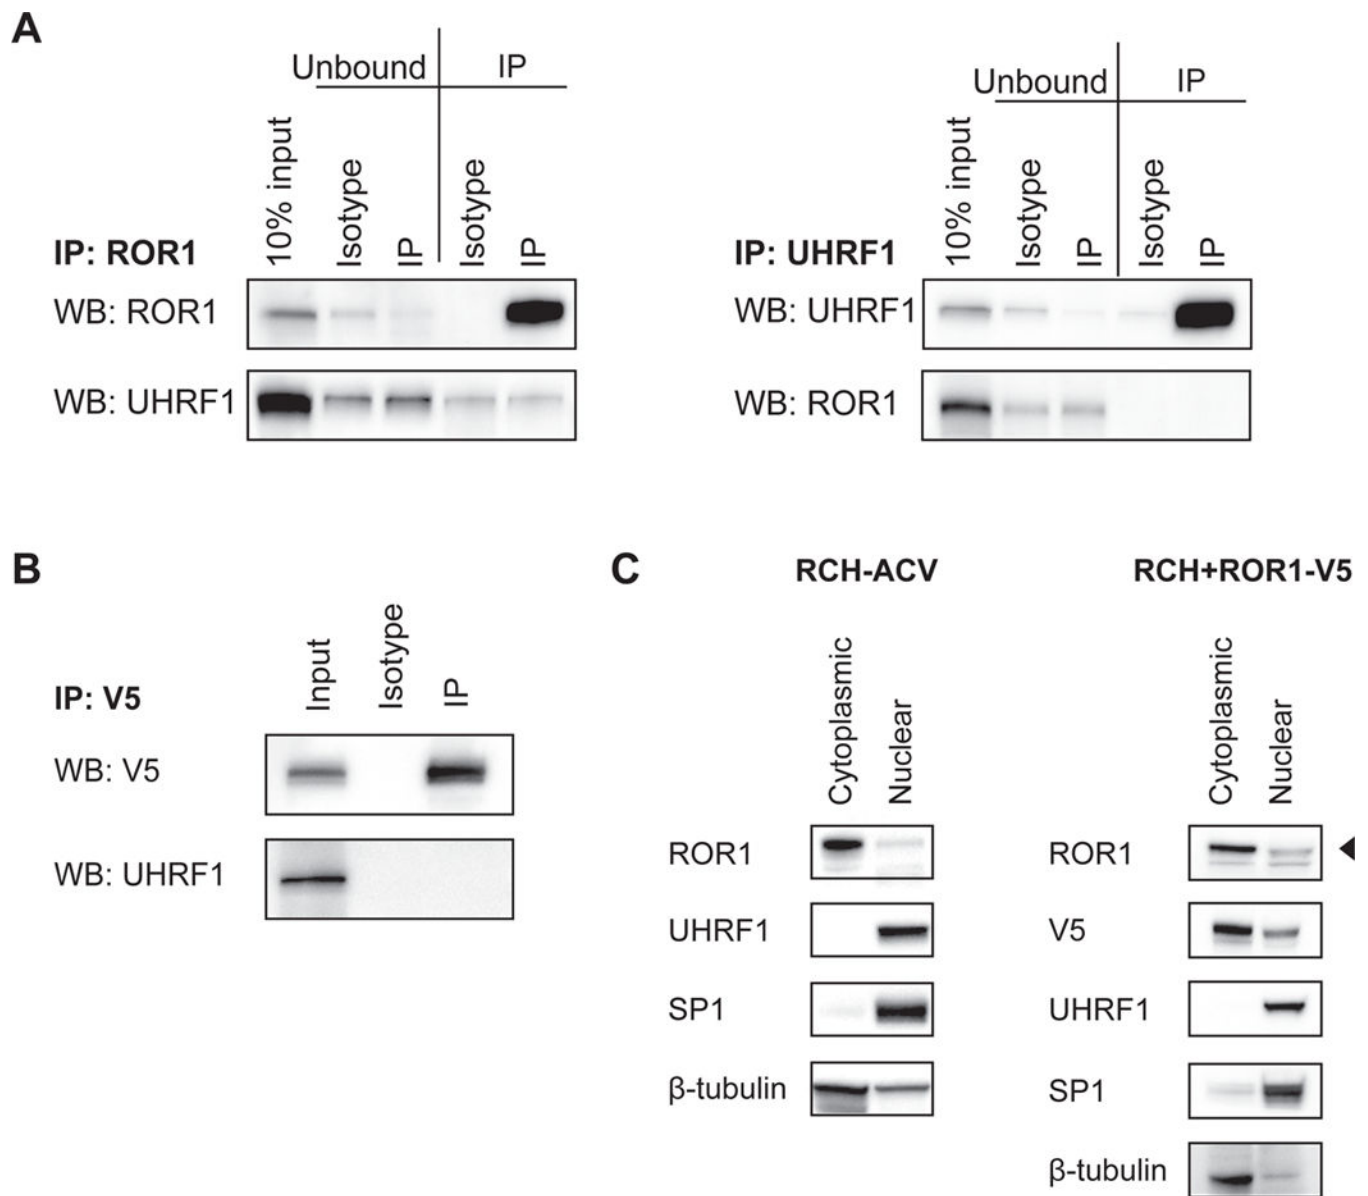 A
Unbound IP
10% input
Isotype
IP
Isotype
IP
IP: ROR1
WB: ROR1
WB: UHRF1
Unbound IP
10% input
Isotype
IP
Isotype
IP
IP: UHRF1
WB: UHRF1
WB: ROR1
B
Input
Isotype
IP
IP: V5
WB: V5
WB: UHRF1
C
RCH-ACV
Cytoplasmic
Nuclear
ROR1
UHRF1
SP1
β-tubulin
RCH+ROR1-V5
Cytoplasmic
Nuclear
ROR1
V5
UHRF1
SP1
β-tubulin